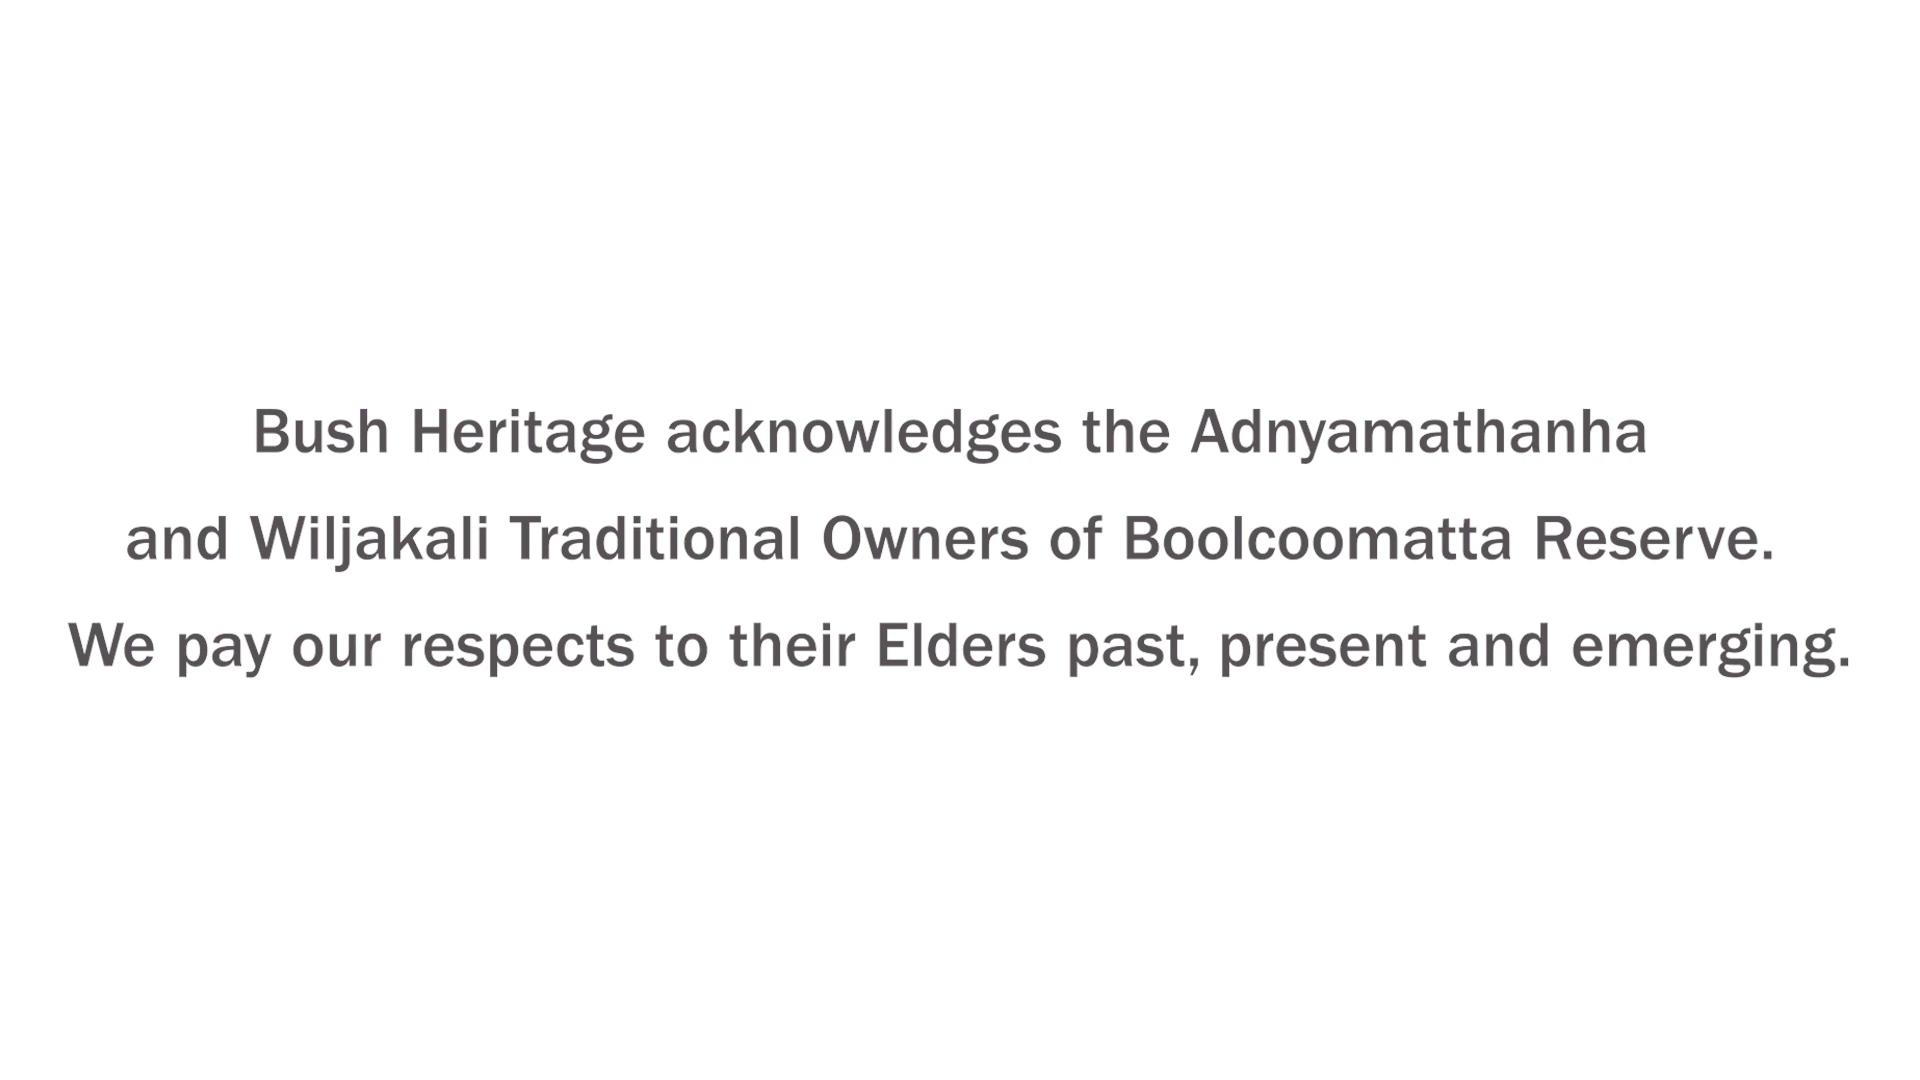 Bush Heritage acknowledges the Adnyamathanha
and Wiljakali Traditional Owners of Boolcoomatta Reserve.
We pay our respects to their Elders past, present and emerging.